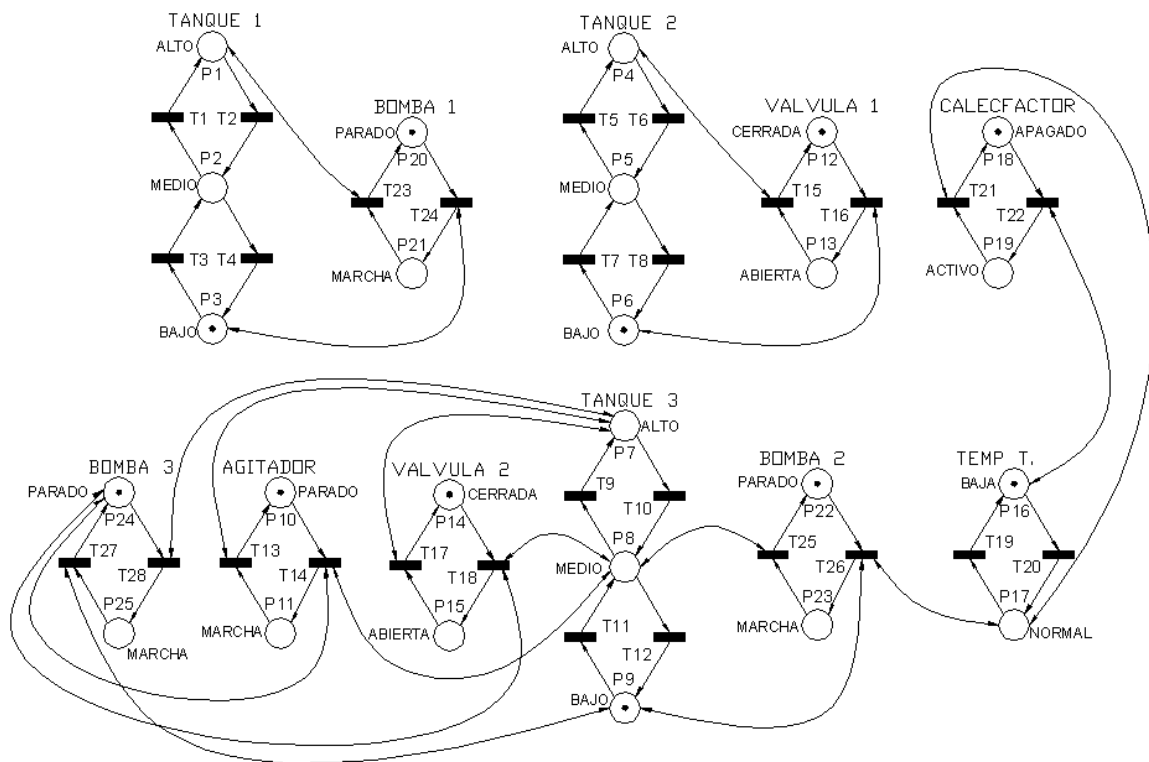 TANQUE 1
ALTO
P1
T1 T2
P2
MEDIO
T3 T4
P3
BAJO
BOMBA 1
PARADO
P20
T23
T24
P21
MARCHA
TANQUE 2
ALTO
P4
T5 T6
P5
MEDIO
T7 T8
P6
BAJO
VALVULA 1
CERRADA
P12
T15
T16
P13
ABIERTA
CALECFACTOR
APAGADO
P18
T21
T22
P19
ACTIVO
BOMBA 3
PARADO
P24
T27
T28
P25
MARCHA
AGITADOR
PARADO
P10
T13
T14
P11
MARCHA
VALVULA 2
CERRADA
P14
T17
T18
P15
ABIERTA
TANQUE 3
ALTO
P7
T9
T10
P8
MEDIO
T11
T12
P9
BAJO
BOMBA 2
PARADO
P22
T25
T26
P23
MARCHA
TEMP T.
BAJA
P16
T19
T20
P17
NORMAL